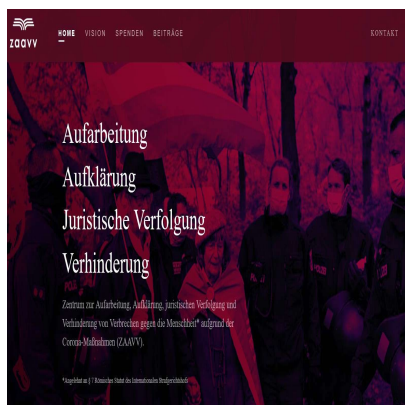 zaavv
HOME VISION SPENDEN BEITRÄGE KONTAKT
Aufarbeitung
Aufklärung
Juristische Verfolgung
Verhinderung
Zentrum zur Aufarbeitung, Aufklärung, juristischen Verfolgung und
Verhinderung von Verbrechen gegen die Menschheit* aufgrund der
Corona-Maßnahmen (ZAAVV).
*Angelehnt an § 7 Römisches Statut des Internationalen Strafgerichtshofs